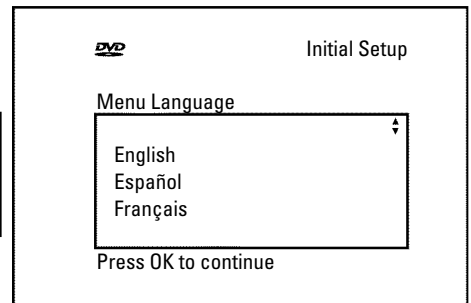 DVD
Initial Setup
Menu Language
English
Español
Français
Press OK to continue